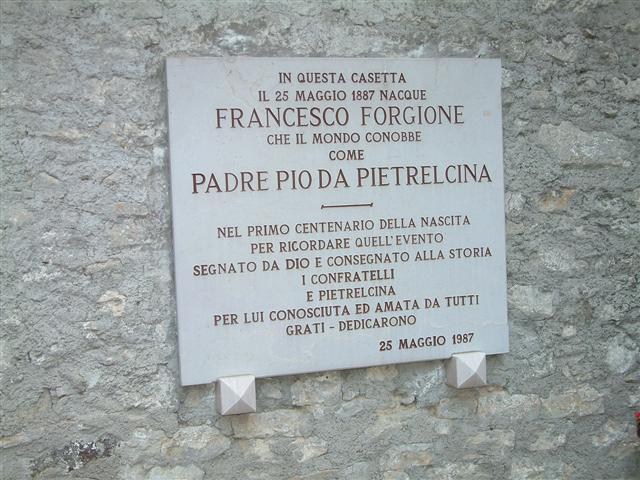 IN QUESTA CASETTA
IL 25 MAGGIO 1887 NACQUE
FRANCESCO FORGIONE
CHE IL MONDO CONOBBE
COME
PADRE PIO DA PIETRELCINA
NEL PRIMO CENTENARIO DELLA NASCITA
PER RICORDARE QUELL'EVENTO
SEGNATO DA DIO E CONSEGNATO ALLA STORIA
I CONFRATELLI
E PIETRELCINA
PER LUI CONOSCIUTA ED AMATA DA TUTTI
GRATI - DEDICARONO
25 MAGGIO 1987